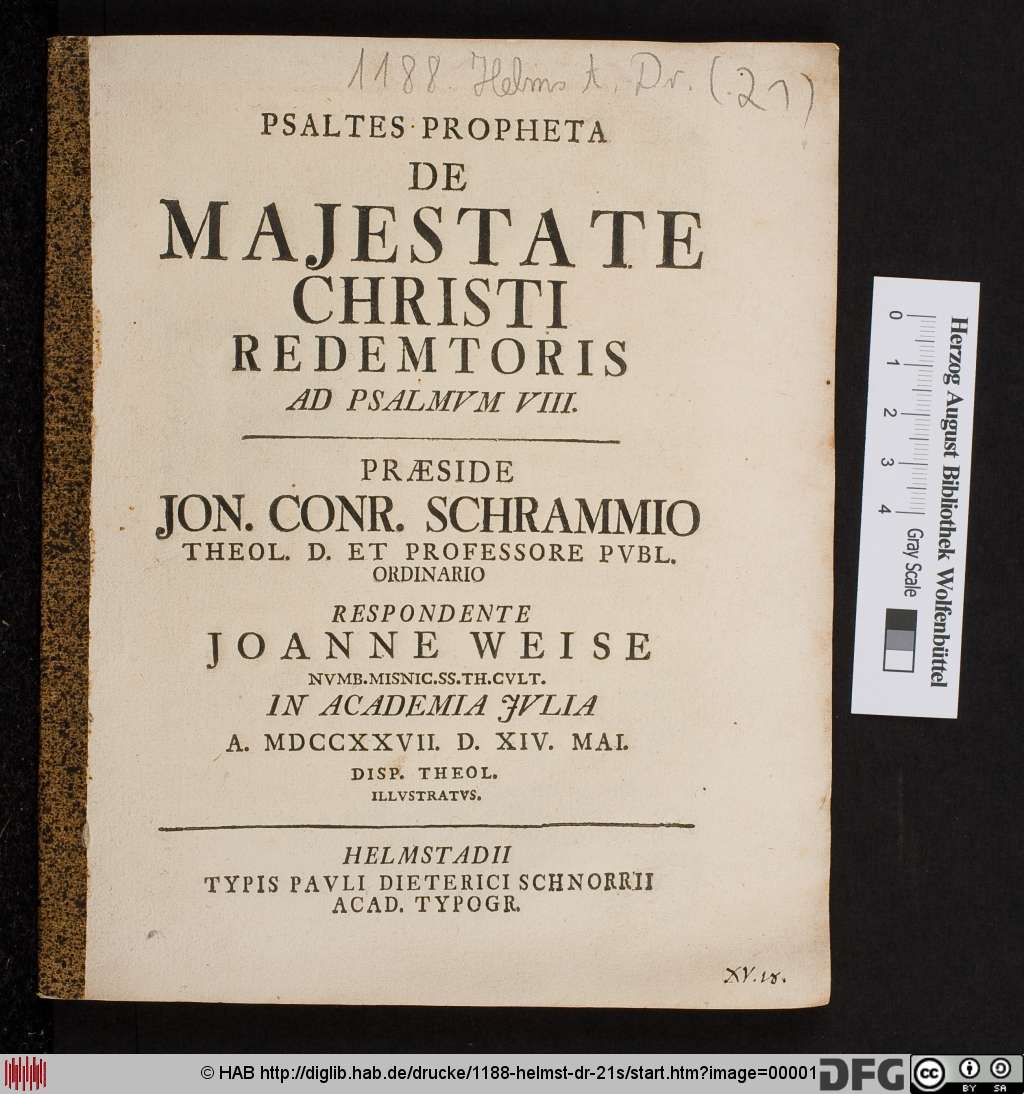 1188. Helmst. Dr. (21)
PSALTES PROPHETA
DE
MAJESTATE
CHRISTI
REDEMTORIS
AD PSALMVM VIII.
PRÆSIDE
JON. CONR. SCHRAMMIO
THEOL. D. ET PROFESSORE PVBL.
ORDINARIO
RESPONDENTE
JOANNE WEISE
NVMB.MISNIC.SS.TH.CVLT.
IN ACADEMIA JVLIA
A. MDCCXXVII. D. XIV. MAI.
DISP. THEOL.
ILLVSTRATVS.
HELMSTADII
TYPIS PAVLI DIETERICI SCHNORRII
ACAD. TYPOGR.
Herzog August Bibliothek Wolfenbüttel
0 1 2 3 4
Gray Scale
© HAB http://diglib.hab.de/drucke/1188-helmst-dr-21s/start.htm?image=00001
DFG
cc BY SA